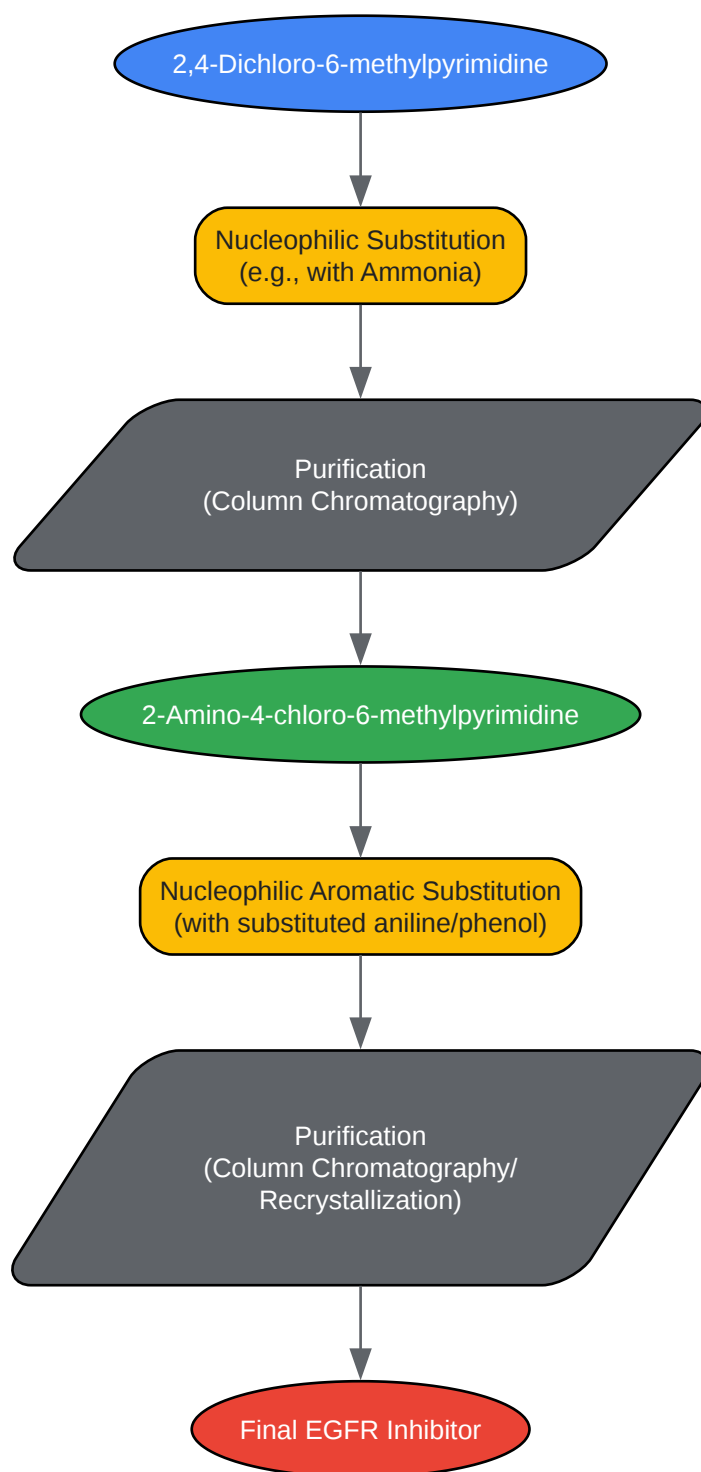 2,4-Dichloro-6-methylpyrimidine
Nucleophilic Substitution
(e.g., with Ammonia)
Purification
(Column Chromatography)
2-Amino-4-chloro-6-methylpyrimidine
Nucleophilic Aromatic Substitution
(with substituted aniline/phenol)
Purification
(Column Chromatography/
Recrystallization)
Final EGFR Inhibitor